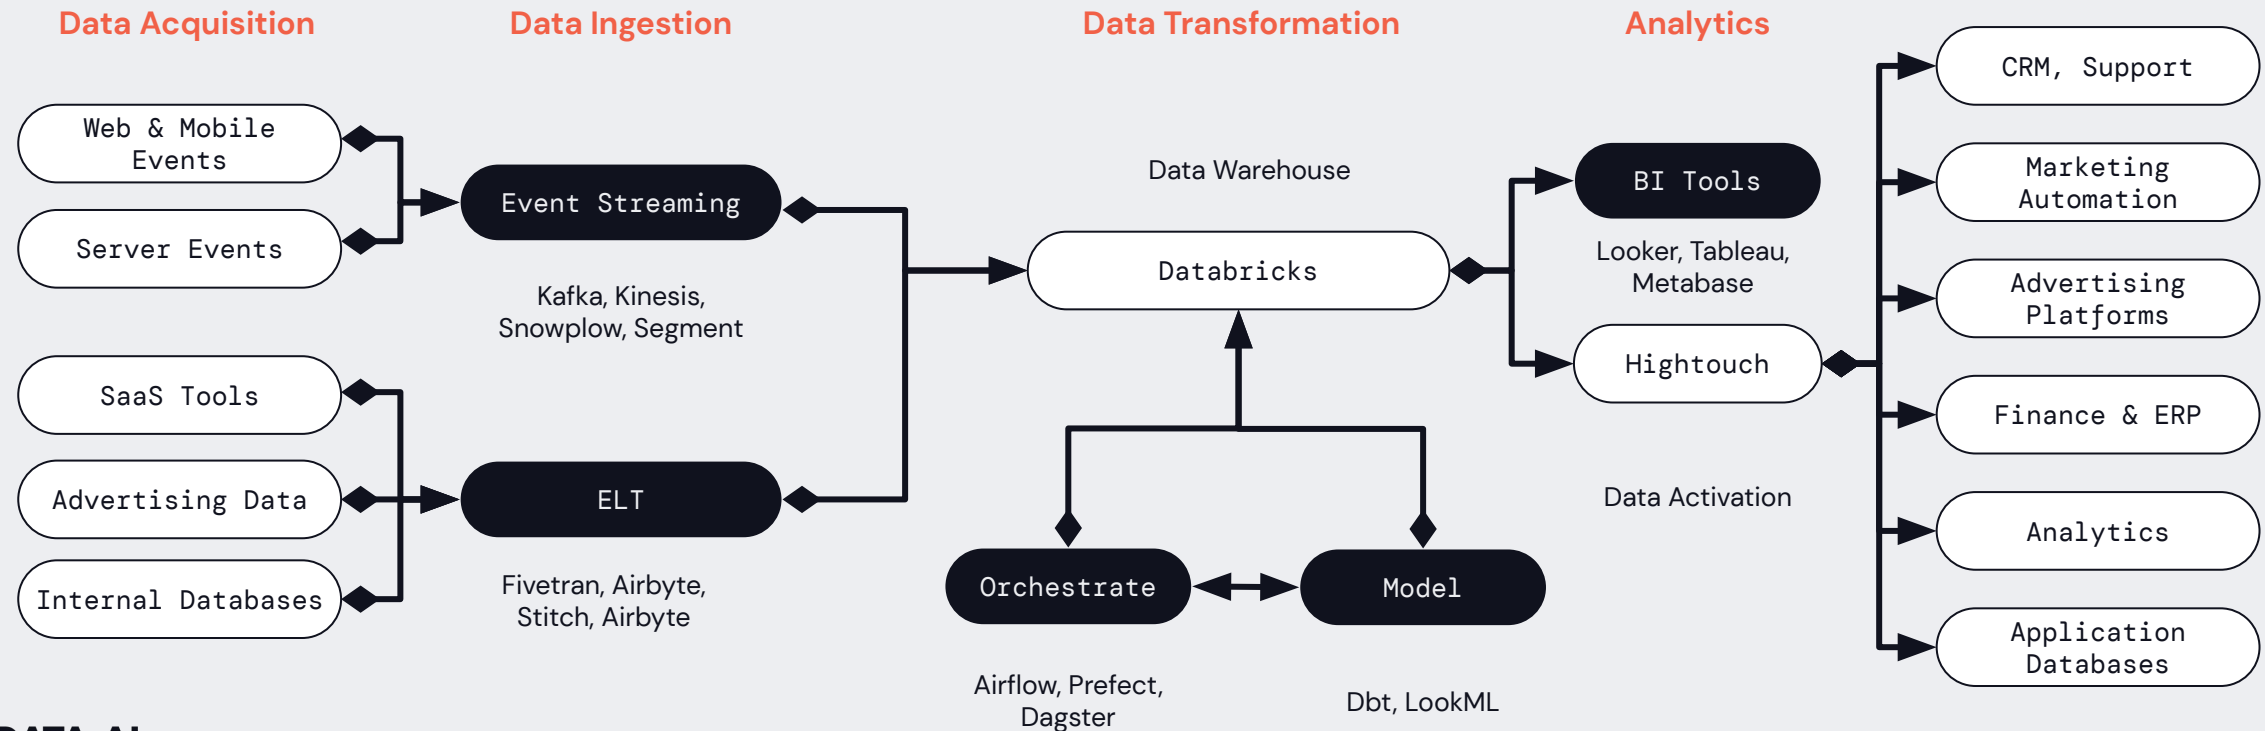 Data Acquisition
Data Ingestion
Data Transformation
Analytics
Web & Mobile
Events
Server Events
SaaS Tools
Advertising Data
Internal Databases
Event Streaming
Kafka, Kinesis,
Snowplow, Segment
ELT
Fivetran, Airbyte,
Stitch, Airbyte
Data Warehouse
Databricks
Orchestrate
Airflow, Prefect,
Dagster
Model
Dbt, LookML
BI Tools
Looker, Tableau,
Metabase
Hightouch
Data Activation
CRM, Support
Marketing
Automation
Advertising
Platforms
Finance & ERP
Analytics
Application
Databases